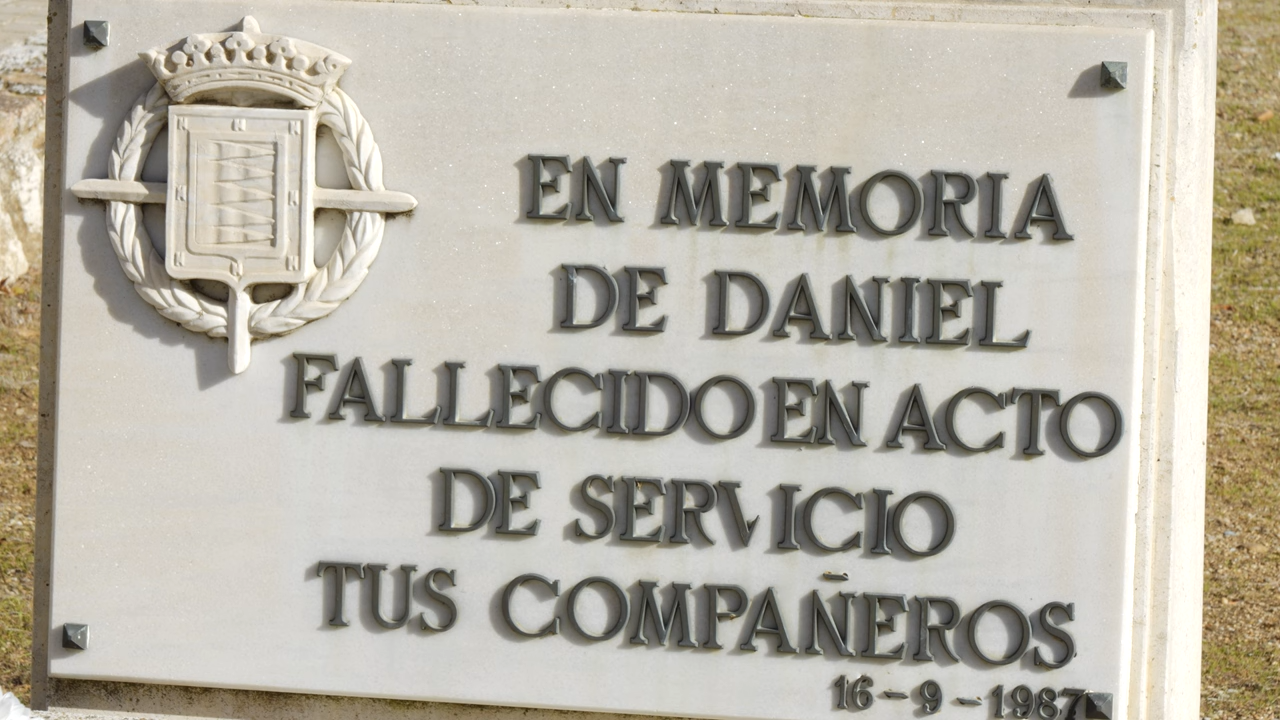 EN MEMORIA
DE DANIEL
FALLECIDO EN ACTO
DE SERVICIO
TUS COMPAÑEROS
16-9-1987